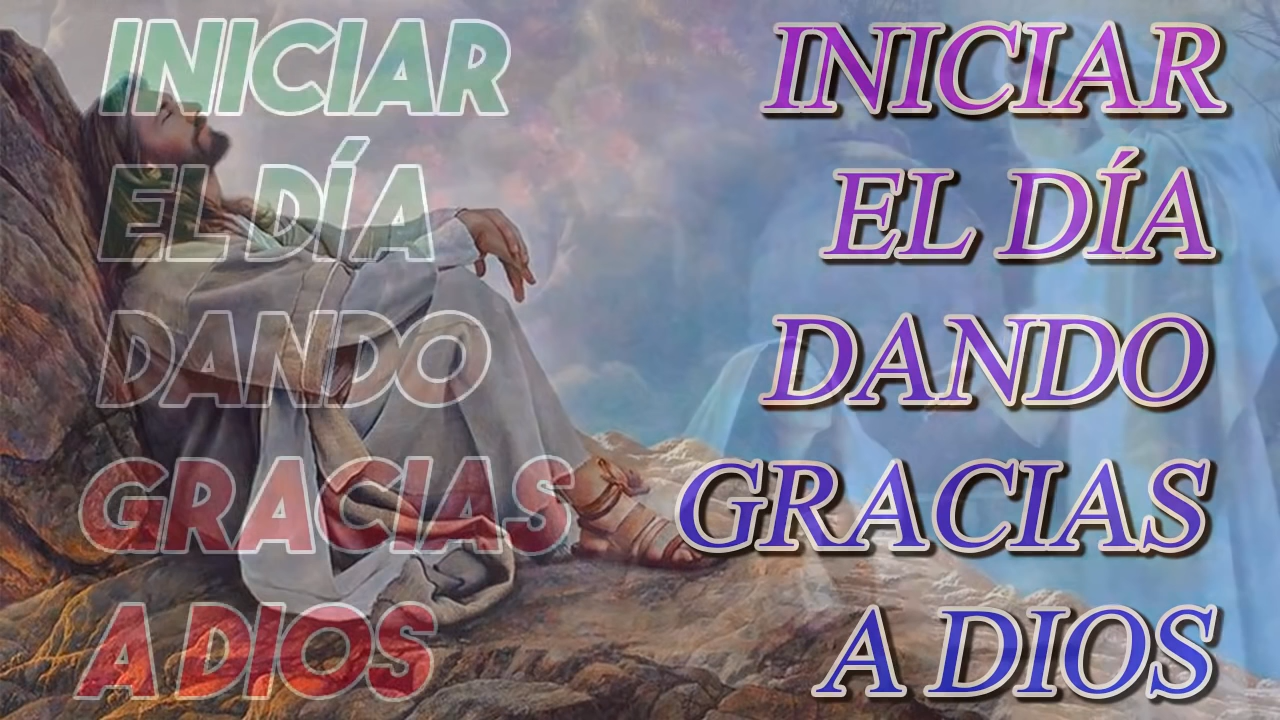 INICIAR
EL DÍA
DANDO
GRACIAS
A DIOS
INICIAR
EL DÍA
DANDO
GRACIAS
A DIOS